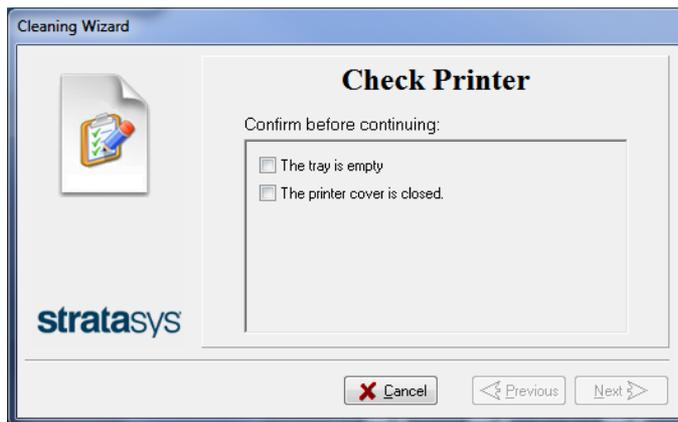 Cleaning Wizard
Check Printer
Confirm before continuing:
The tray is empty
The printer cover is closed.
stratasys
Cancel
Previous
Next